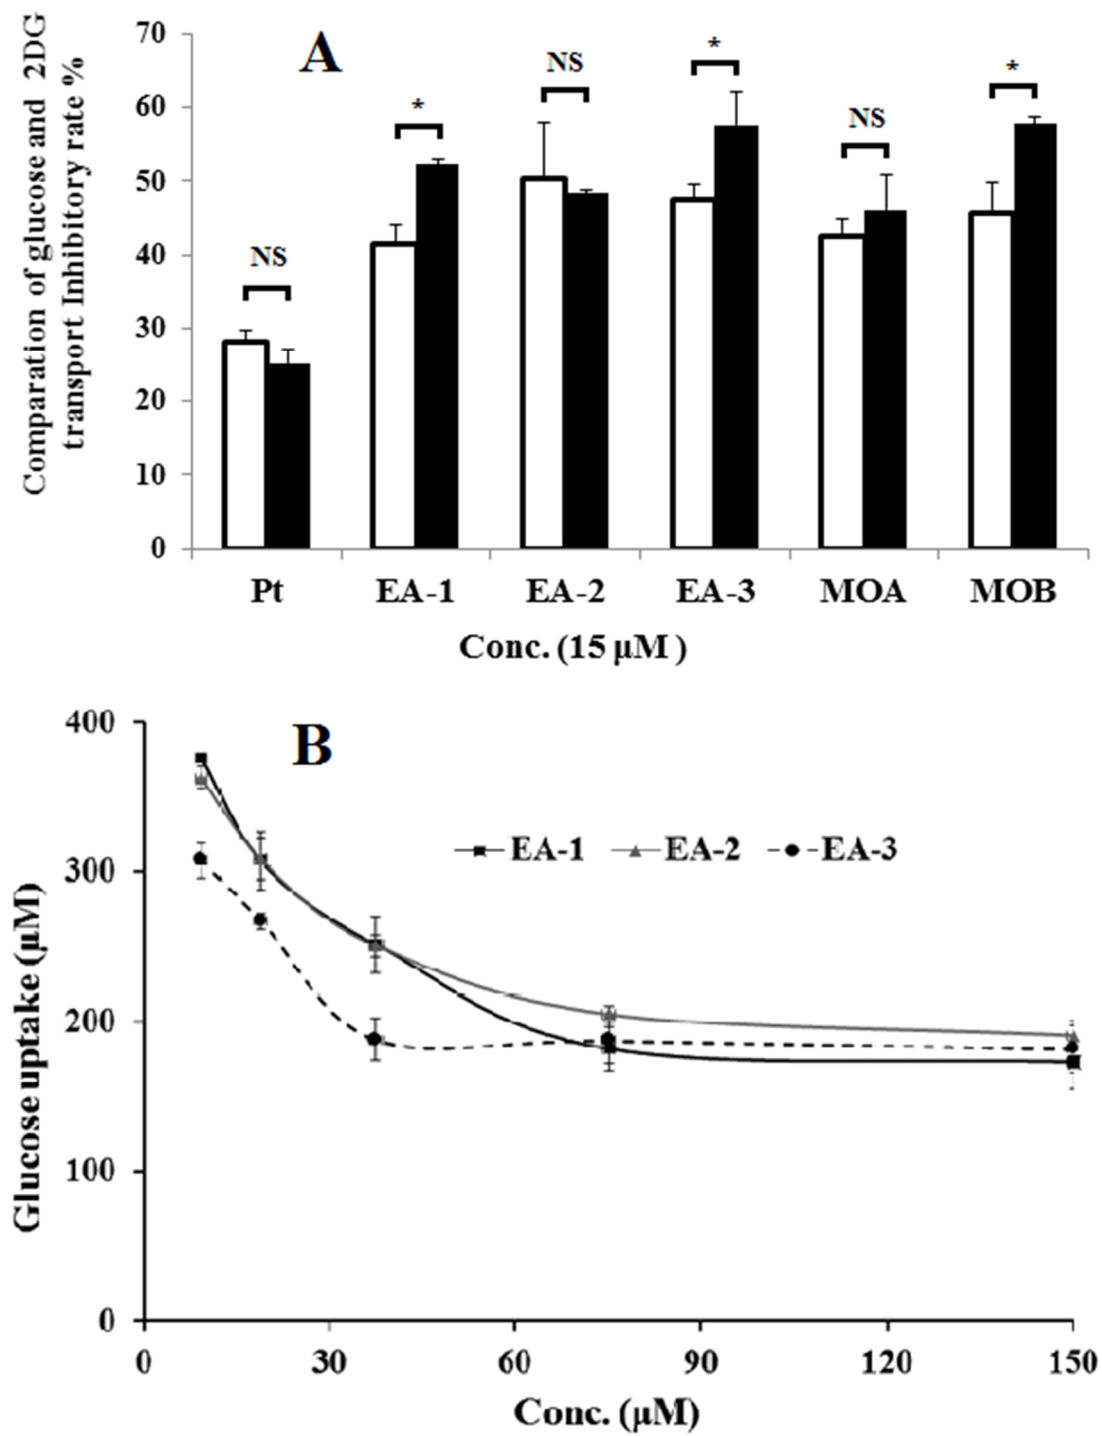 Comparation of glucose and 2DG
transport Inhibitory rate %
A
70
60
50
40
30
20
10
0
NS
*
NS
*
NS
*
Pt EA-1 EA-2 EA-3 MOA MOB
Conc. (15 μM )
B
Glucose uptake (μM)
400
300
200
100
0
EA-1 EA-2 EA-3
0 30 60 90 120 150
Conc. (μM)